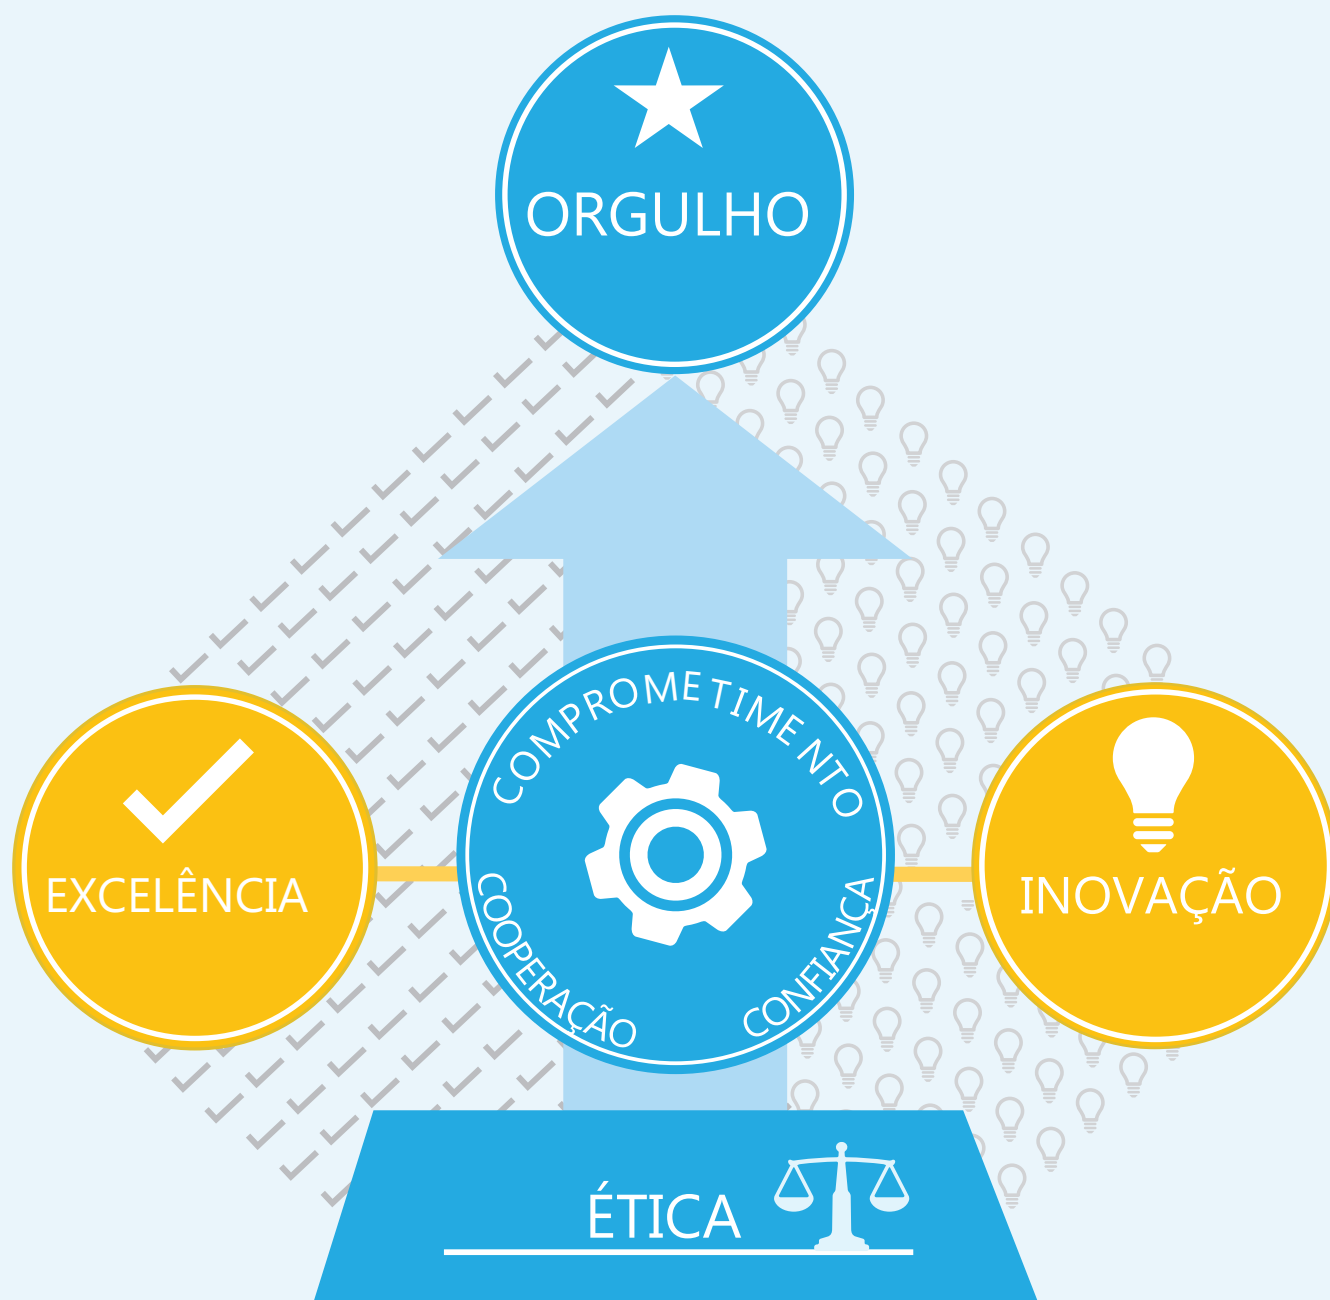 ORGULHO
COMPROMETIMENTO
EXCELÊNCIA
COOPERAÇÃO
CONFIANÇA
INOVAÇÃO
ÉTICA